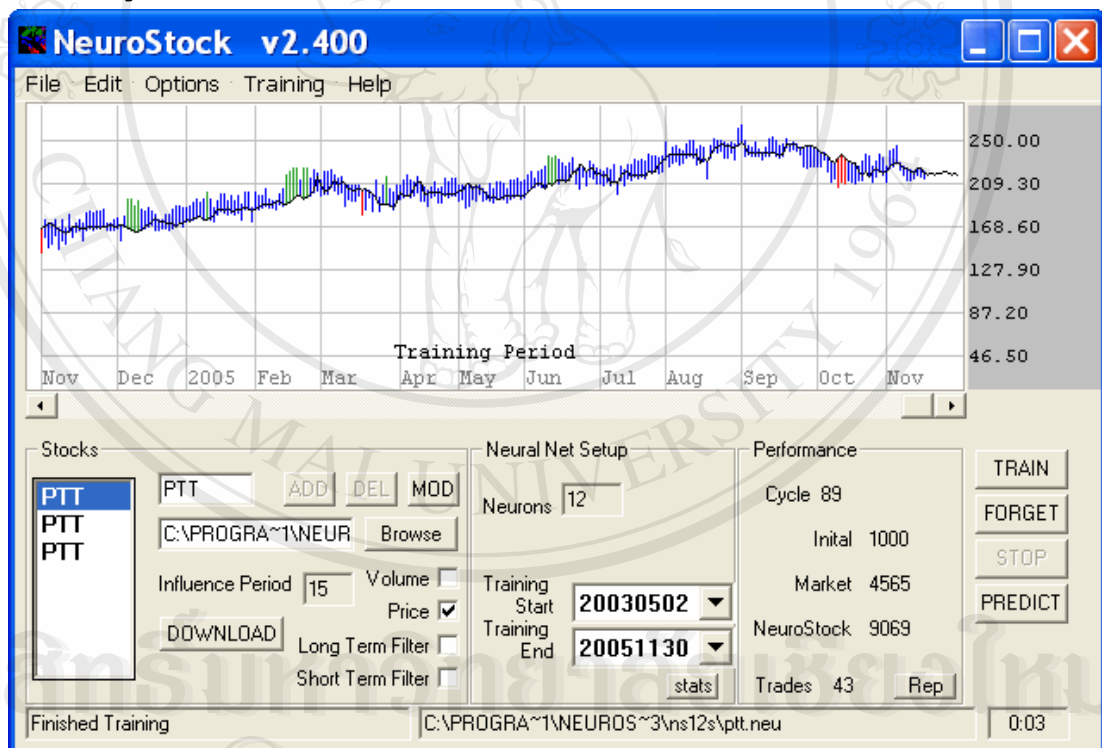 NeuroStock v2.400
File Edit Options Training Help
250.00
209.30
168.60
127.90
87.20
46.50
Training Period
Nov Dec 2005 Feb Mar Apr May Jun Jul Aug Sep Oct Nov
Stocks
PTT
PTT
PTT
PTT ADD DEL MOD
C:\PROGRA~1\NEUR Browse
Influence Period 15
Volume
Price
DOWNLOAD
Long Term Filter
Short Term Filter
Neural Net Setup
Neurons 12
Training Start 20030502
Training End 20051130
stats
Performance
Cycle 89
Inital 1000
Market 4565
NeuroStock 9069
Trades 43 Rep
TRAIN
FORGET
STOP
PREDICT
Finished Training C:\PROGRA~1\NEUROS~3\ns12s\ptt.neu 0:03
CHIANG MAI UNIVERSITY 1964